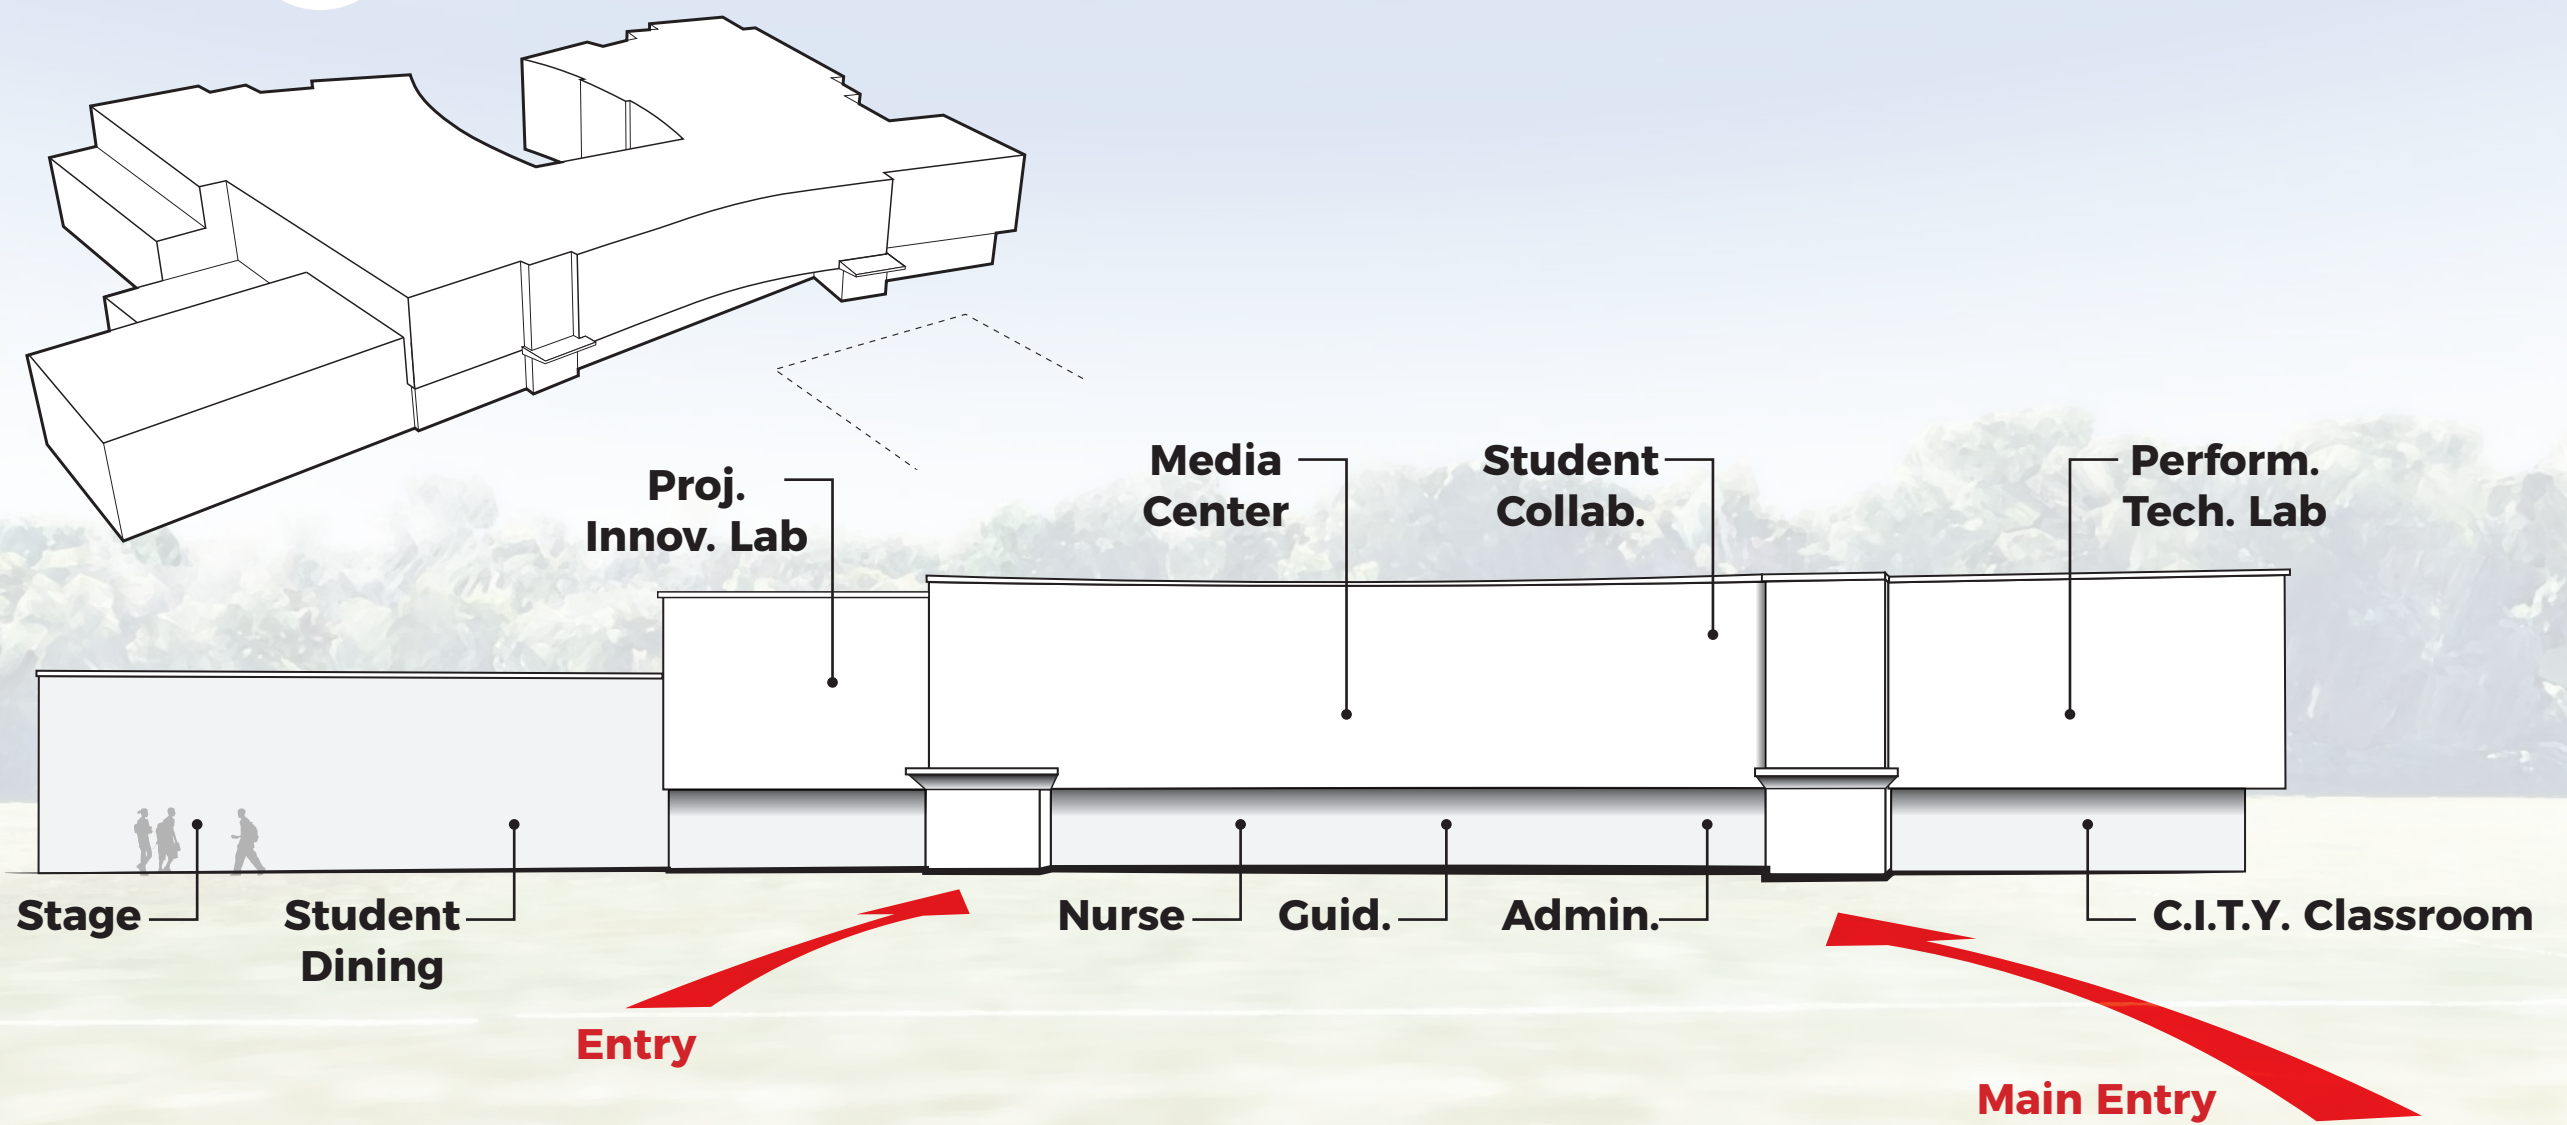 Proj.
Innov. Lab
Media
Center
Student
Collab.
Perform.
Tech. Lab
Stage
Student
Dining
Nurse
Guid.
Admin.
C.I.T.Y. Classroom
Entry
Main Entry